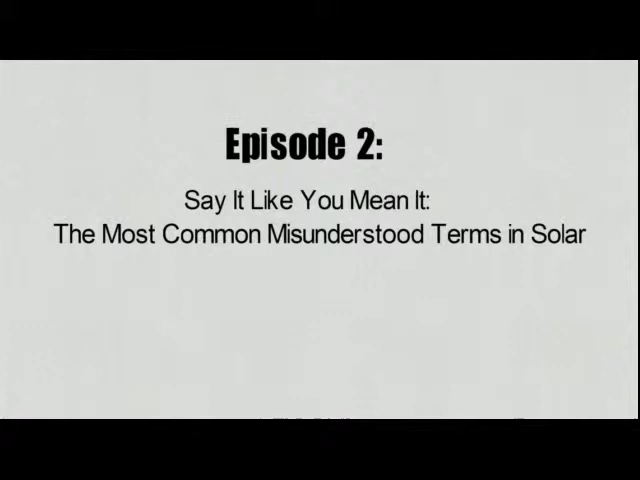 Episode 2:
Say It Like You Mean It:
The Most Common Misunderstood Terms in Solar